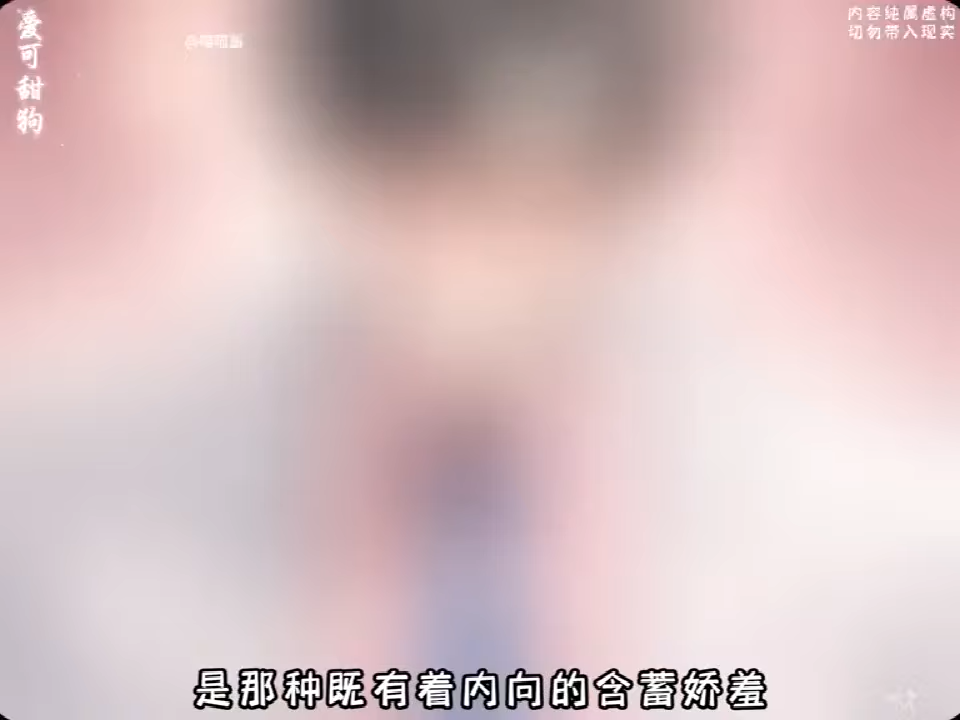 爱可甜狗
内容纯属虚构
切勿带入现实
是那种既有着内向的含蓄娇羞